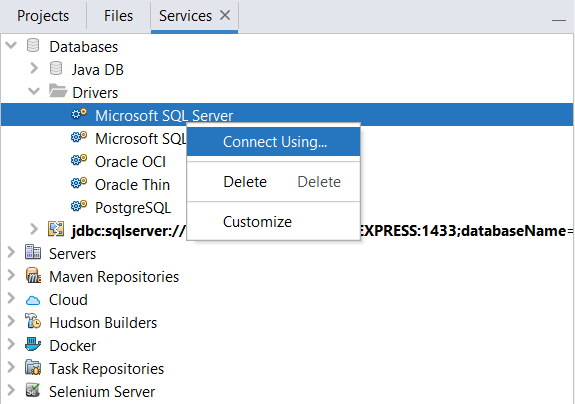 Projects Files Services
Databases
Java DB
Drivers
Microsoft SQL Server
Connect Using...
Microsoft SQL
Oracle OCI
Delete Delete
Oracle Thin
PostgreSQL
Customize
jdbc:sqlserver:// EXPRESS:1433;databaseName=
Servers
Maven Repositories
Cloud
Hudson Builders
Docker
Task Repositories
Selenium Server